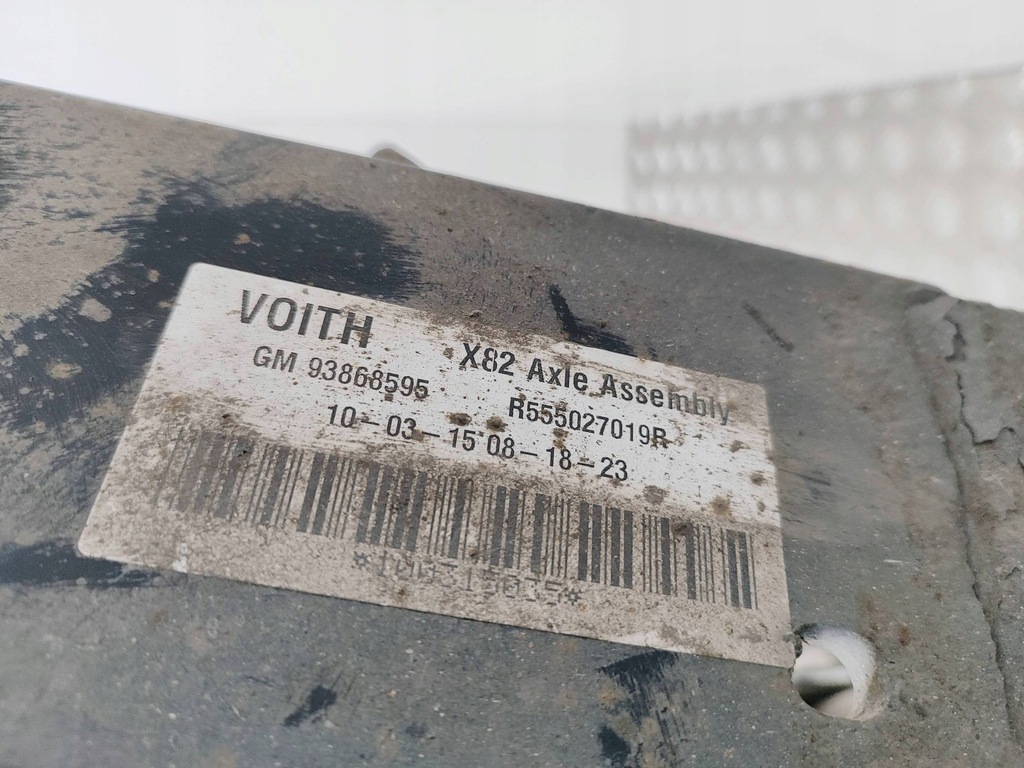 VOITH X82 Axle Assembly
GM 93868595 R555027019R
10-03-15 08-18-23